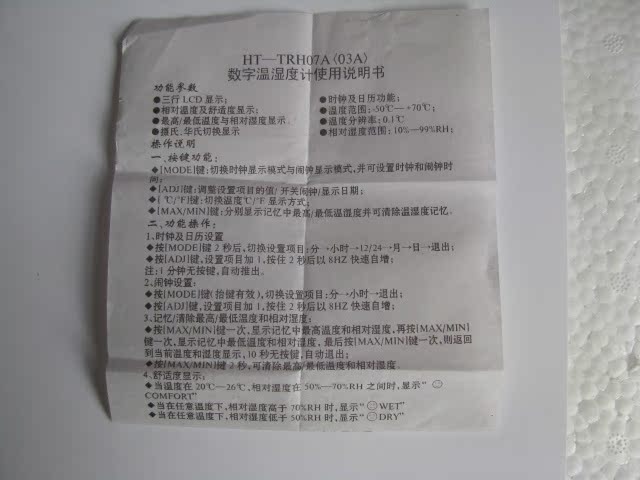 HT—TRH07A(03A)
数字温湿度计使用说明书
功能参数
●三行LCD显示;
●相对湿度及舒适度显示;
●最高/最低温度与相对湿度显示.
●摄氏.华氏切换显示
●时钟及日历功能;
●温度范围:-50℃—+70℃;
●温度分辨率:0.1℃
●相对湿度范围:10%—99%RH;
操作说明
一、按键功能:
◆[MODE]键:切换时钟显示模式与闹钟显示模式,并可设置时钟和闹钟时
间;
◆[ADJ]键:调整设置项目的值/开关闹钟/显示日期;
◆(℃/°F]键:切换温度℃/°F显示方式;
◆[MAX/MIN]键:分别显示记忆中最高/最低温湿度并可清除温湿度记忆.
二、功能操作:
1、时钟及日历设置
◆按[MODE]键2秒后,切换设置项目:分→小时→12/24→月→日→退出;
◆按[ADJ]键,设置项目加1,按住2秒后以8HZ快速自增;
注:1分钟无按键,自动推出.
2、闹钟设置:
◆按[MODE]键(抬键有效),切换设置项目:分→小时→退出;
◆按[ADJ]键,设置项目加1,按住2秒后以8HZ快速自增;
3、记忆/清除最高/最低温度和相对湿度:
◆按[MAX/MIN]键一次,显示记忆中最高温度和相对湿度,再按[MAX/MIN]
键一次,显示记忆中最低温度和相对湿度,最后按[MAX/MIN]键一次,则返回
到当前温度和湿度显示,10秒无按键,自动退出;
◆按[MAX/MIN]键2秒,可清除最高/最低温度和相对湿度.
4、舒适度显示:
◆当温度在20℃—26℃,相对湿度在50%—70%RH之间时,显示“☺
COMFORT”
◆当在任意温度下,相对湿度高于70%RH时,显示“☹WET”
◆当在任意温度下,相对湿度低于50%RH时,显示“☹DRY”